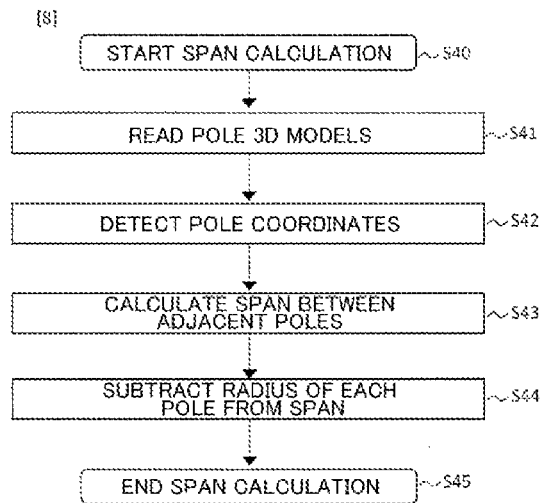 [8]
START SPAN CALCULATION S40
READ POLE 3D MODELS S41
DETECT POLE COORDINATES S42
CALCULATE SPAN BETWEEN
ADJACENT POLES S43
SUBTRACT RADIUS OF EACH
POLE FROM SPAN S44
END SPAN CALCULATION S45